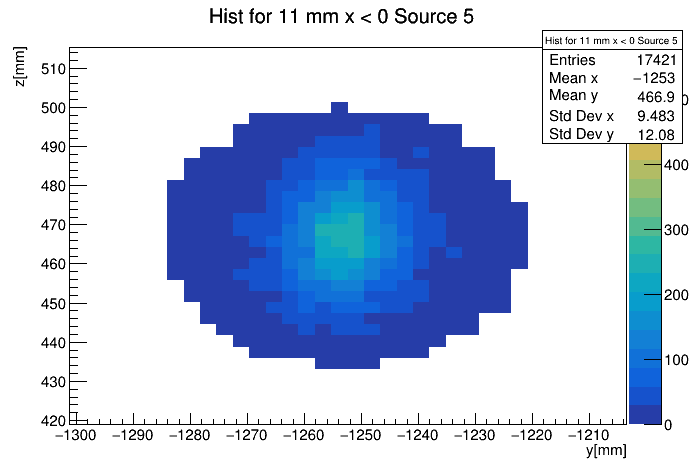 Hist for 11 mm x < 0 Source 5
Hist for 11 mm x < 0 Source 5
Entries 17421
Mean x −1253
Mean y 466.9
Std Dev x 9.483
Std Dev y 12.08
z[mm]
510
500
490
480
470
460
450
440
430
420
−1300 −1290 −1280 −1270 −1260 −1250 −1240 −1230 −1220 −1210
y[mm]
400
300
200
100
0